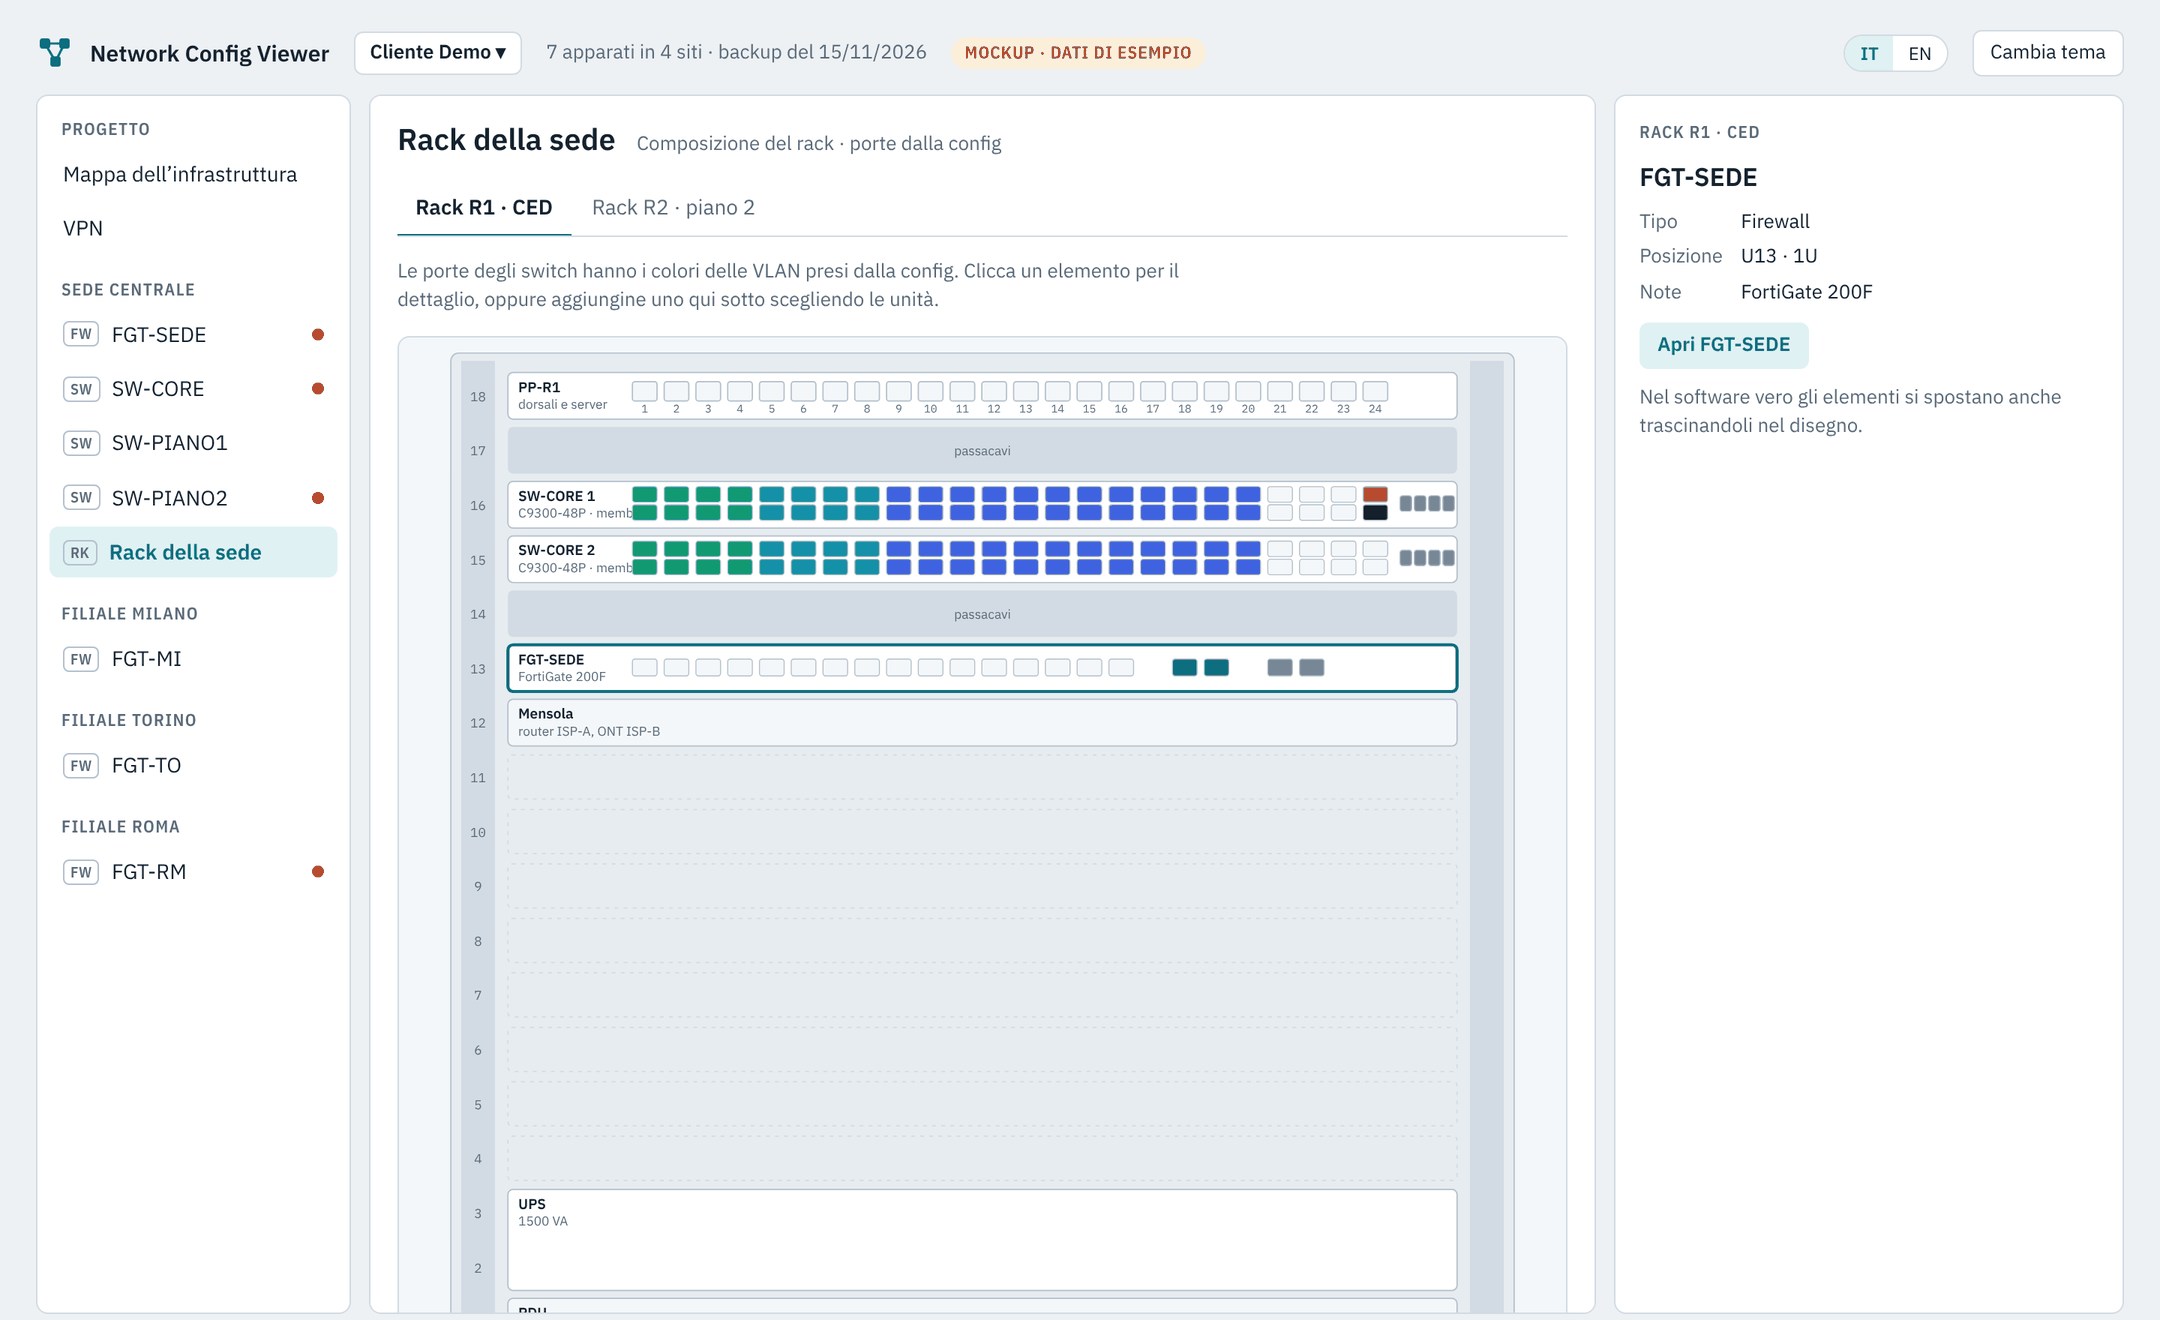 Network Config Viewer
Cliente Demo ▾
7 apparati in 4 siti · backup del 15/11/2026
MOCKUP · DATI DI ESEMPIO
IT
EN
Cambia tema
PROGETTO
Mappa dell’infrastruttura
VPN
SEDE CENTRALE
FW FGT-SEDE
SW SW-CORE
SW SW-PIANO1
SW SW-PIANO2
RK Rack della sede
FILIALE MILANO
FW FGT-MI
FILIALE TORINO
FW FGT-TO
FILIALE ROMA
FW FGT-RM
Rack della sede
Composizione del rack · porte dalla config
Rack R1 · CED
Rack R2 · piano 2
Le porte degli switch hanno i colori delle VLAN presi dalla config. Clicca un elemento per il
dettaglio, oppure aggiungine uno qui sotto scegliendo le unità.
18
PP-R1
dorsali e server
1 2 3 4 5 6 7 8 9 10 11 12 13 14 15 16 17 18 19 20 21 22 23 24
17
passacavi
16
SW-CORE 1
C9300-48P · memb
15
SW-CORE 2
C9300-48P · memb
14
passacavi
13
FGT-SEDE
FortiGate 200F
12
Mensola
router ISP-A, ONT ISP-B
11
10
9
8
7
6
5
4
3
UPS
1500 VA
2
PDU
RACK R1 · CED
FGT-SEDE
Tipo Firewall
Posizione U13 · 1U
Note FortiGate 200F
Apri FGT-SEDE
Nel software vero gli elementi si spostano anche
trascinandoli nel disegno.